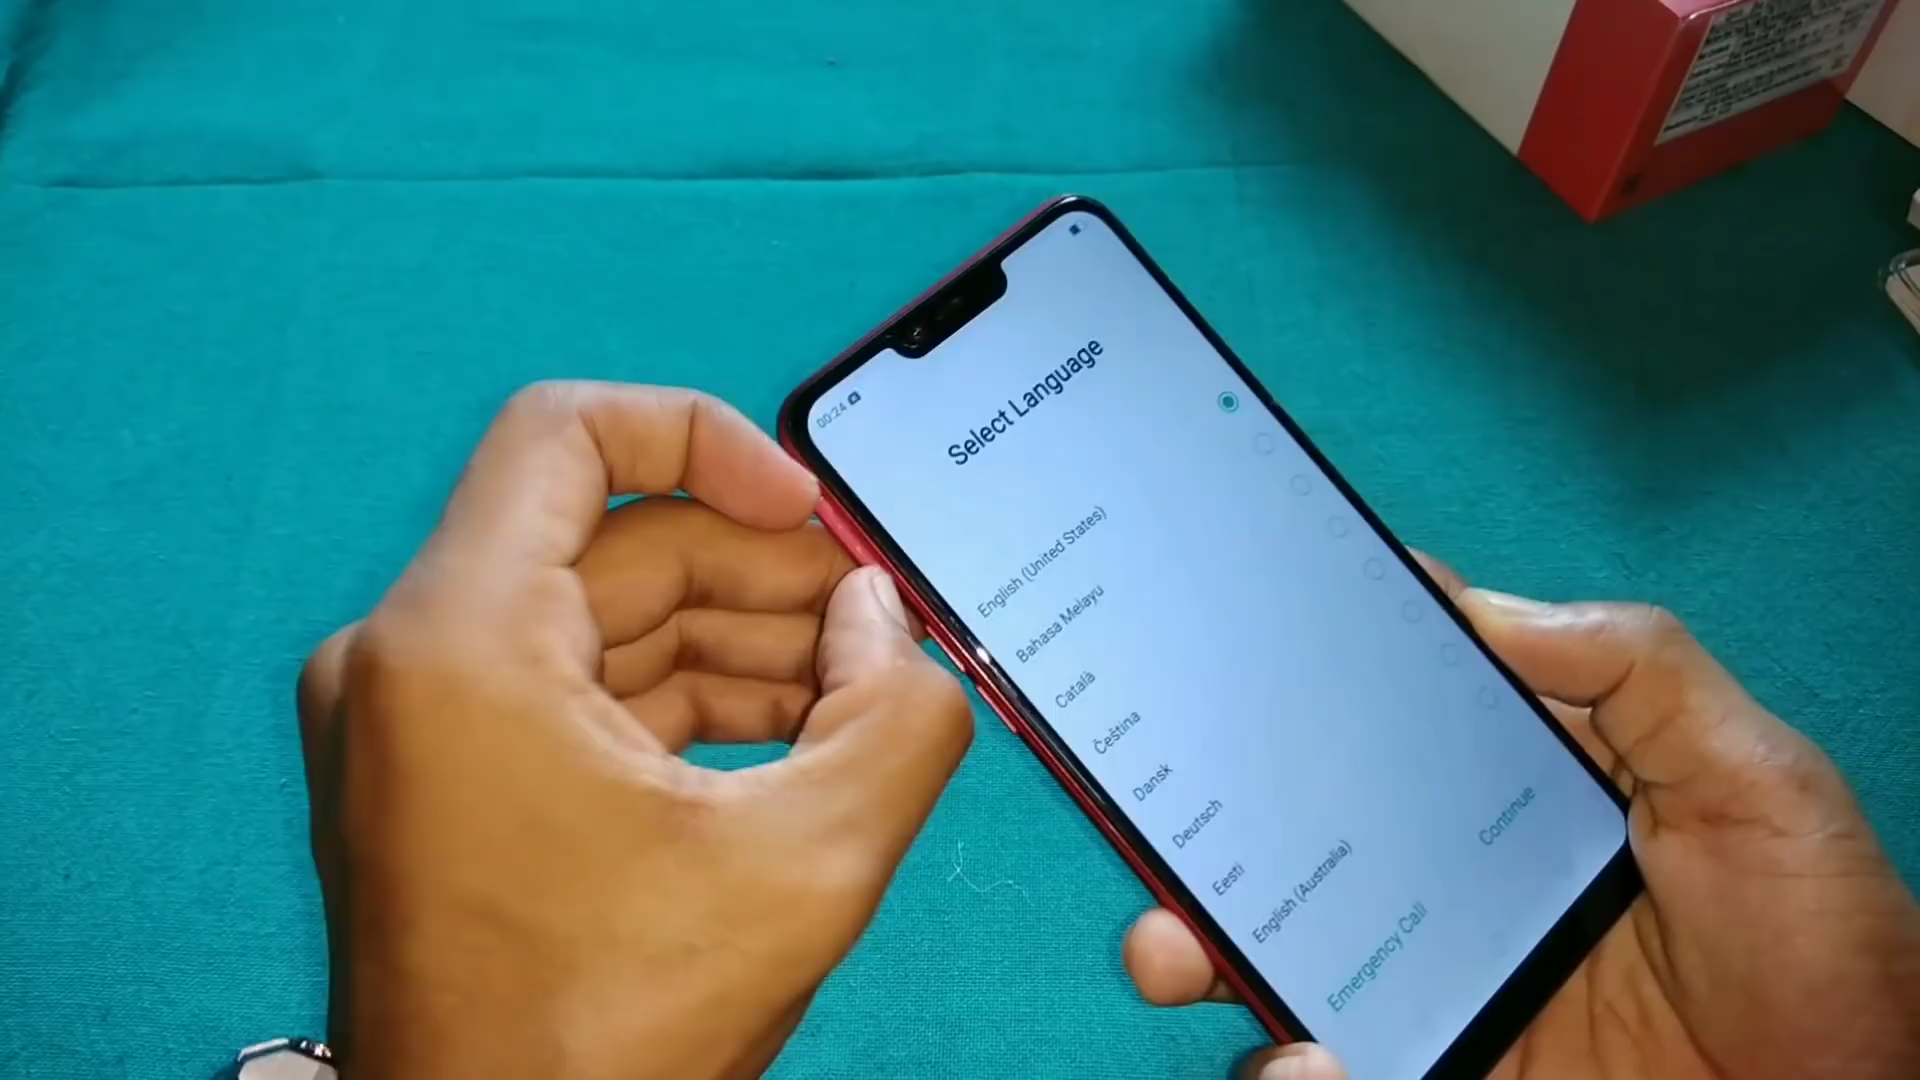 00:24
Select Language
English (United States)
Bahasa Melayu
Català
Čeština
Dansk
Deutsch
Eesti
English (Australia)
Emergency Call
Continue